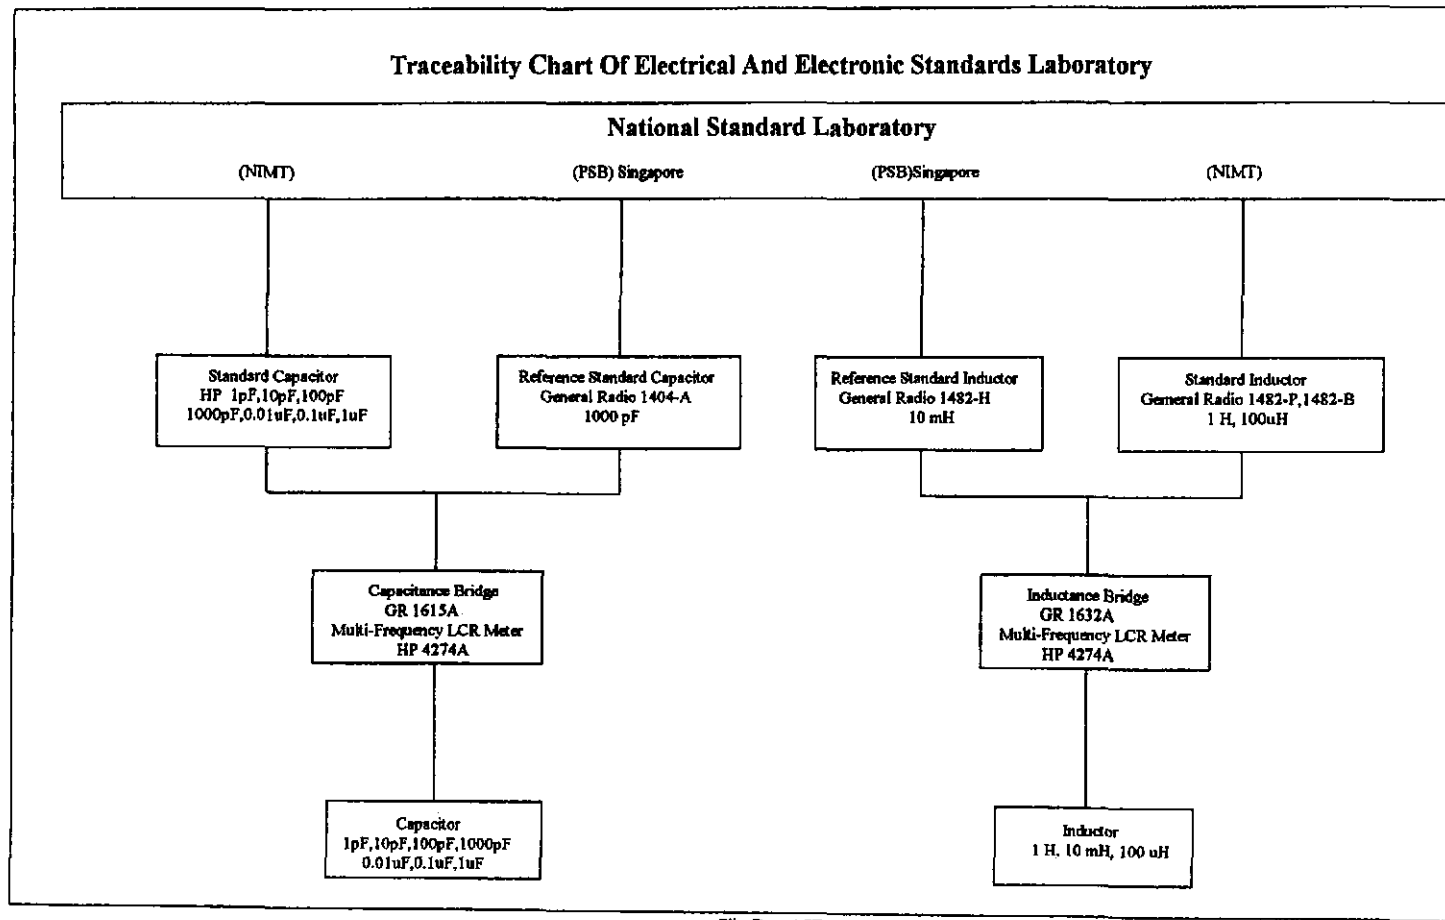 Traceability Chart Of Electrical And Electronic Standards Laboratory
National Standard Laboratory
(NIMT)
(PSB) Singapore
(PSB)Singapore
(NIMT)
Standard Capacitor
HP 1pF,10pF,100pF
1000pF,0.01uF,0.1uF,1uF
Reference Standard Capacitor
General Radio 1404-A
1000 pF
Reference Standard Inductor
General Radio 1482-H
10 mH
Standard Inductor
Gemeral Radio 1482-P,1482-B
1 H, 100uH
Capacitance Bridge
GR 1615A
Multi-Frequency LCR Meter
HP 4274A
Inductance Bridge
GR 1632A
Multi-Frequency LCR Meter
HP 4274A
Capacitor
1pF,10pF,100pF,1000pF
0.01uF,0.1uF,1uF
Inductor
1 H, 10 mH, 100 uH